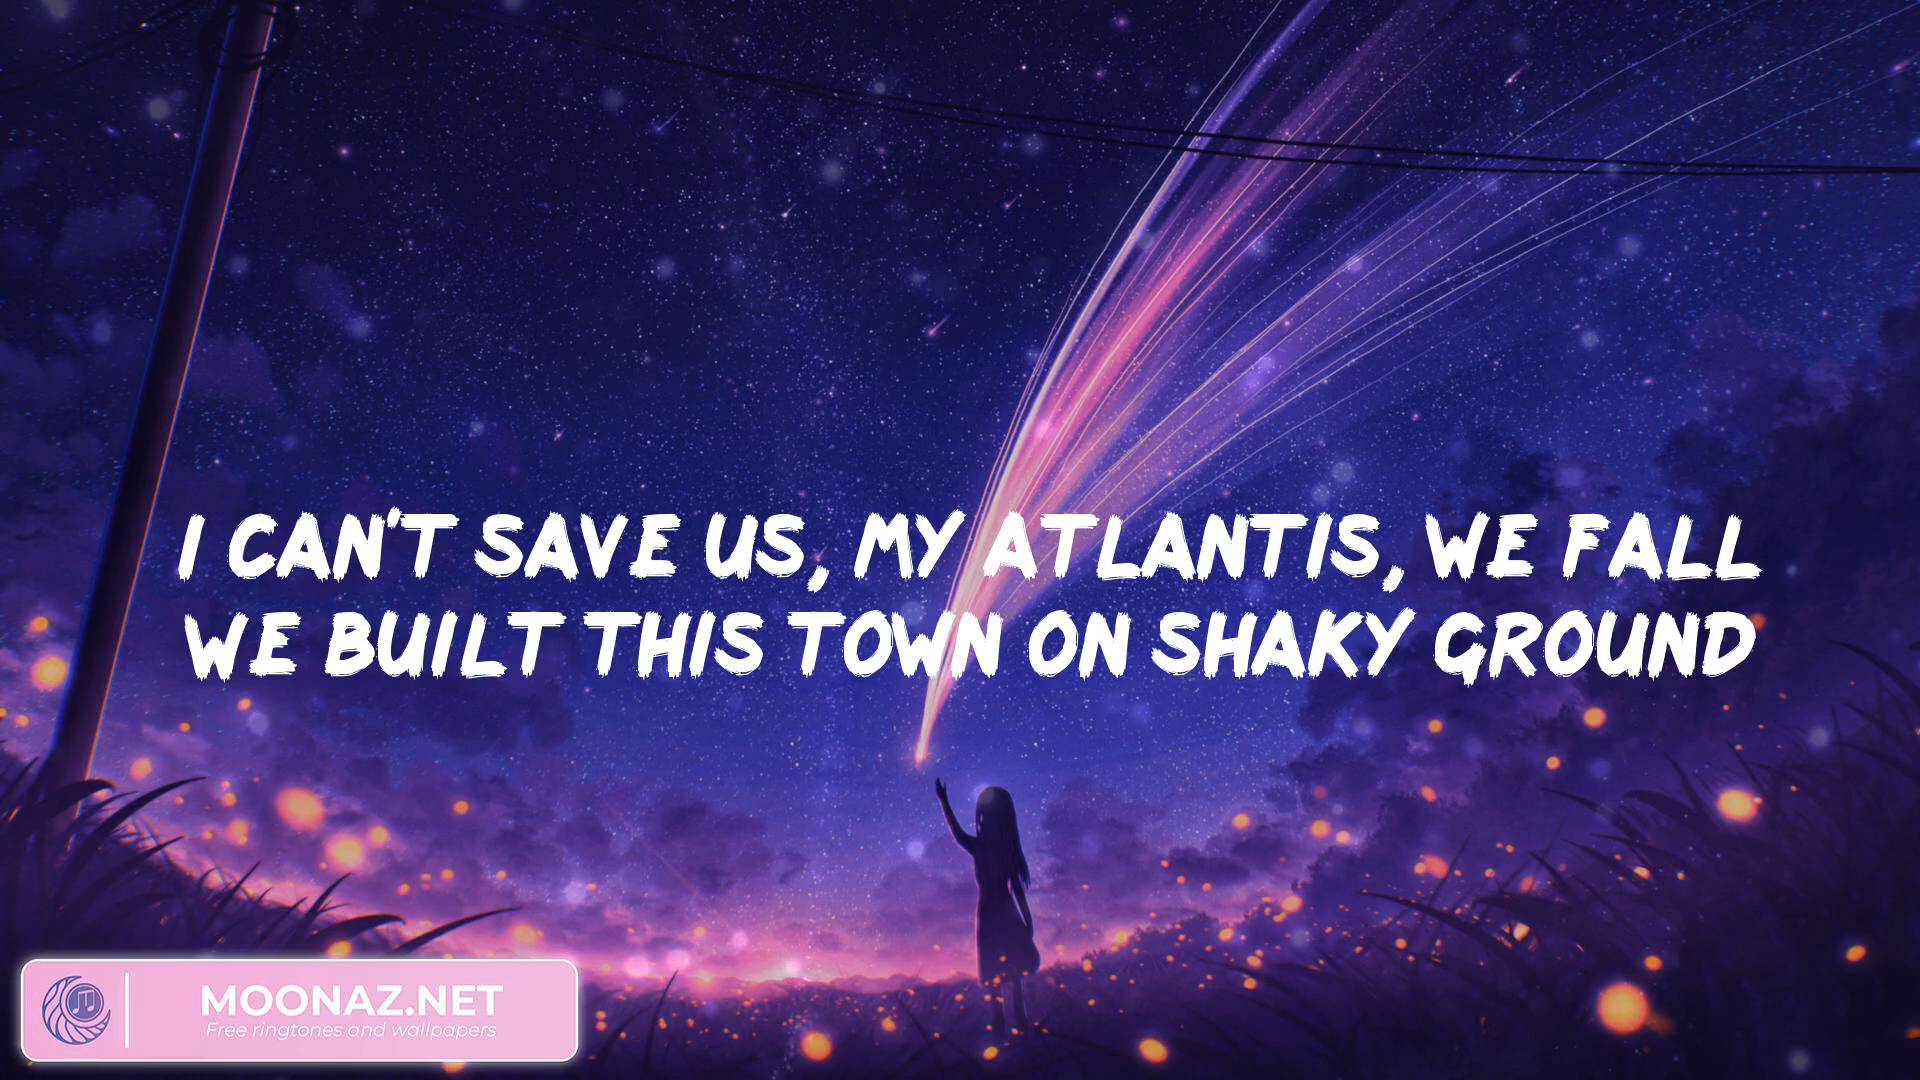 I CAN'T SAVE US, MY ATLANTIS, WE FALL
WE BUILT THIS TOWN ON SHAKY GROUND
MOONAZ.NET
Free ringtones and wallpapers